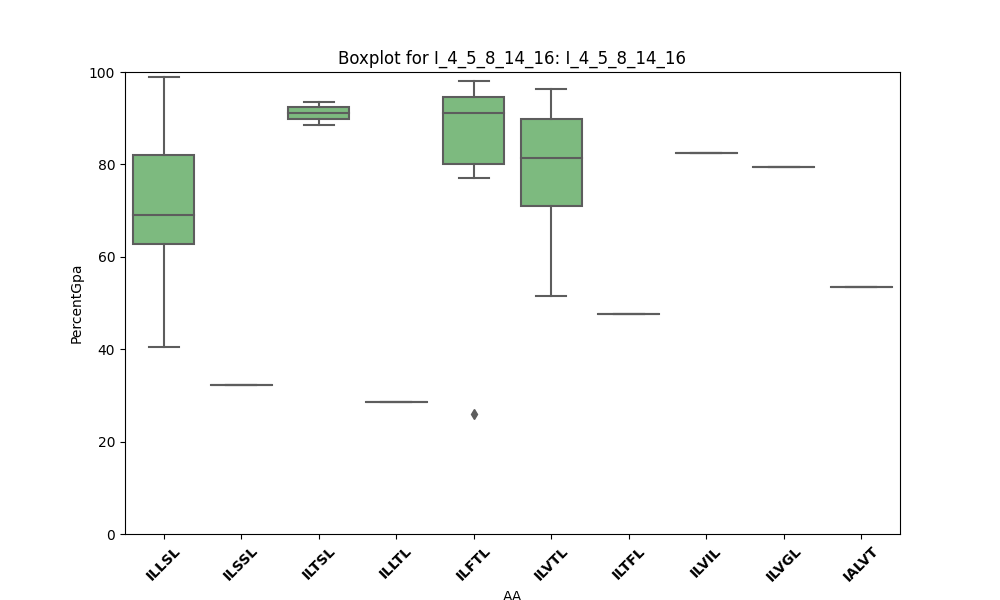 Boxplot for I_4_5_8_14_16: I_4_5_8_14_16
100
80
60
40
20
0
PercentGpa
ILLSL
ILSSL
ILTSL
ILLTL
ILFTL
ILVTL
ILTFL
ILVIL
ILVGL
IALVT
AA